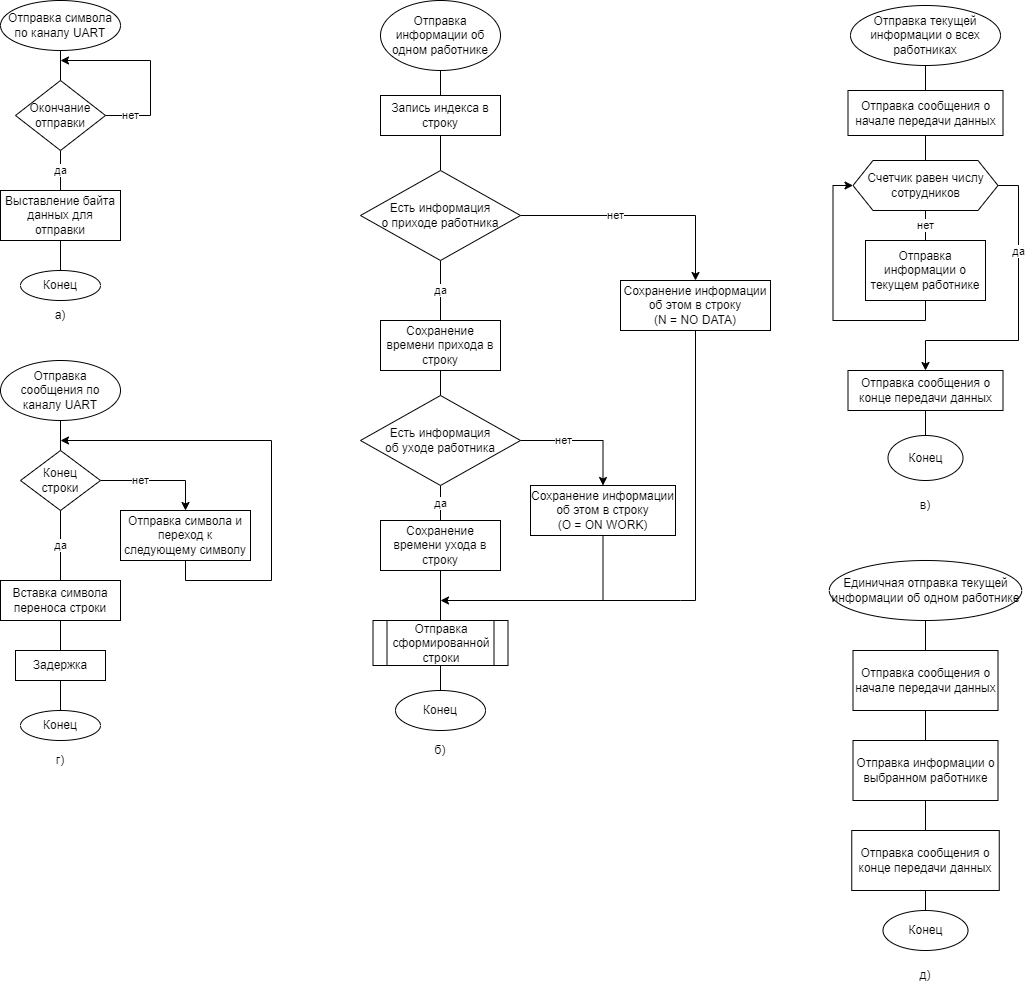 Отправка символа
по каналу UART
Окончание
отправки
нет
да
Выставление байта
данных для
отправки
Конец
а)
Отправка
сообщения по
каналу UART
Конец
строки
нет
Отправка символа и
переход к
следующему символу
да
Вставка символа
переноса строки
Задержка
Конец
г)
Отправка
информации об
одном работнике
Запись индекса в
строку
Есть информация
о приходе работника
нет
да
Сохранение информации
об этом в строку
(N = NO DATA)
Сохранение
времени прихода в
строку
Есть информация
об уходе работника
нет
да
Сохранение информации
об этом в строку
(O = ON WORK)
Сохранение
времени ухода в
строку
Отправка
сформированной
строки
Конец
б)
Отправка текущей
информации о всех
работниках
Отправка сообщения о
начале передачи данных
Счетчик равен числу
сотрудников
нет
да
Отправка
информации о
текущем работнике
Отправка сообщения о
конце передачи данных
Конец
в)
Единичная отправка текущей
информации об одном работнике
Отправка сообщения о
начале передачи данных
Отправка информации о
выбранном работнике
Отправка сообщения о
конце передачи данных
Конец
д)